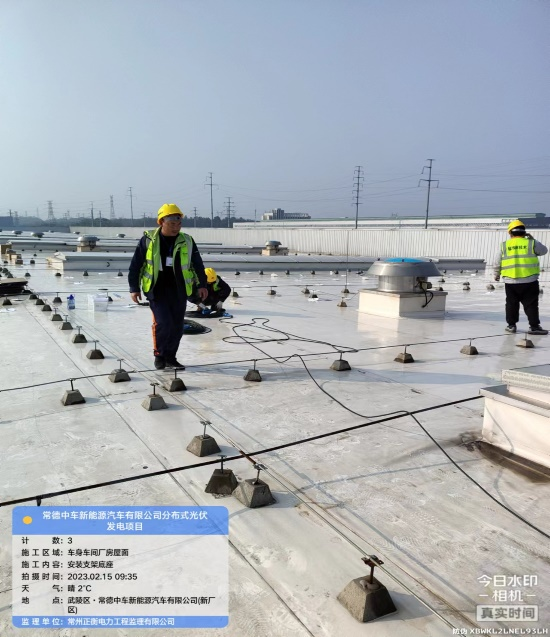 常德中车新能源汽车有限公司分布式光伏
发电项目
计 数：3
施工区域：车身车间厂房屋面
施工内容：安装支架底座
拍摄时间：2023.02.15 09:35
天 气：晴 2℃
地 点：武陵区·常德中车新能源汽车有限公司(新厂
区)
监理单位：常州正衡电力工程监理有限公司
今日水印
相机
真实时间
防伪 XBWKL2LNEL93LH